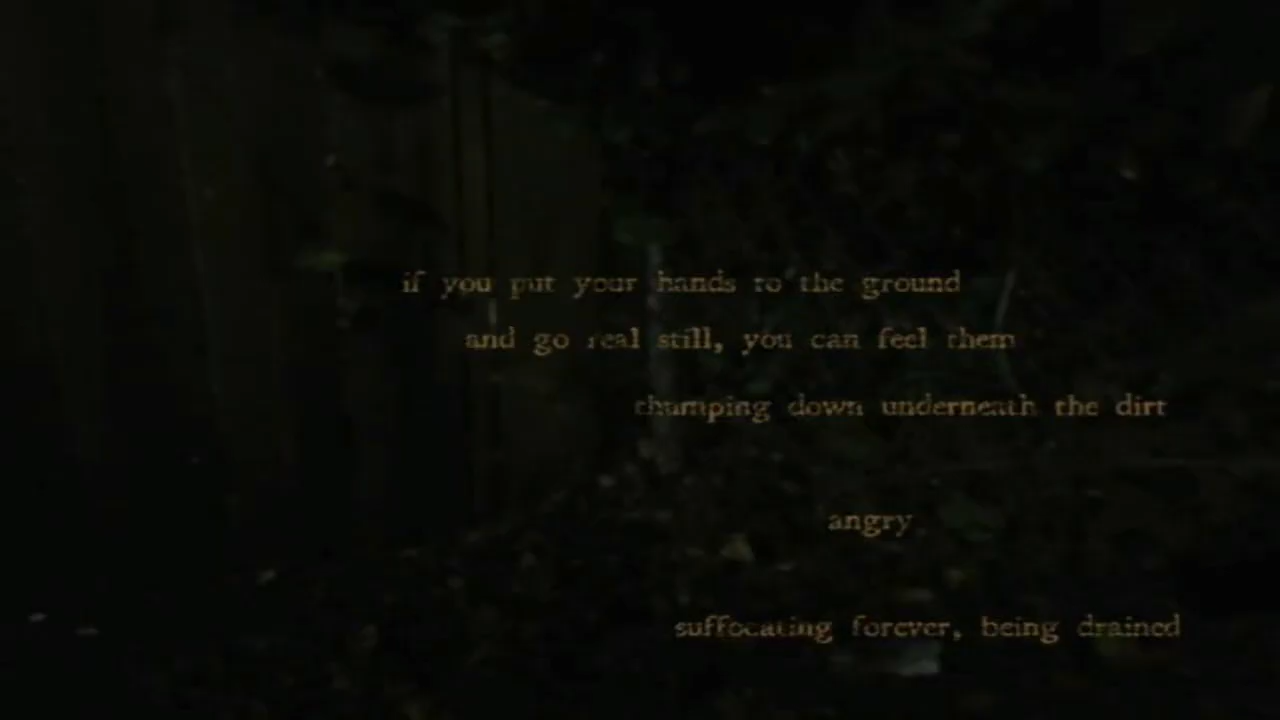 if you put your hands to the ground
and go real still, you can feel them
thumping down underneath the dirt
angry
suffocating forever, being drained